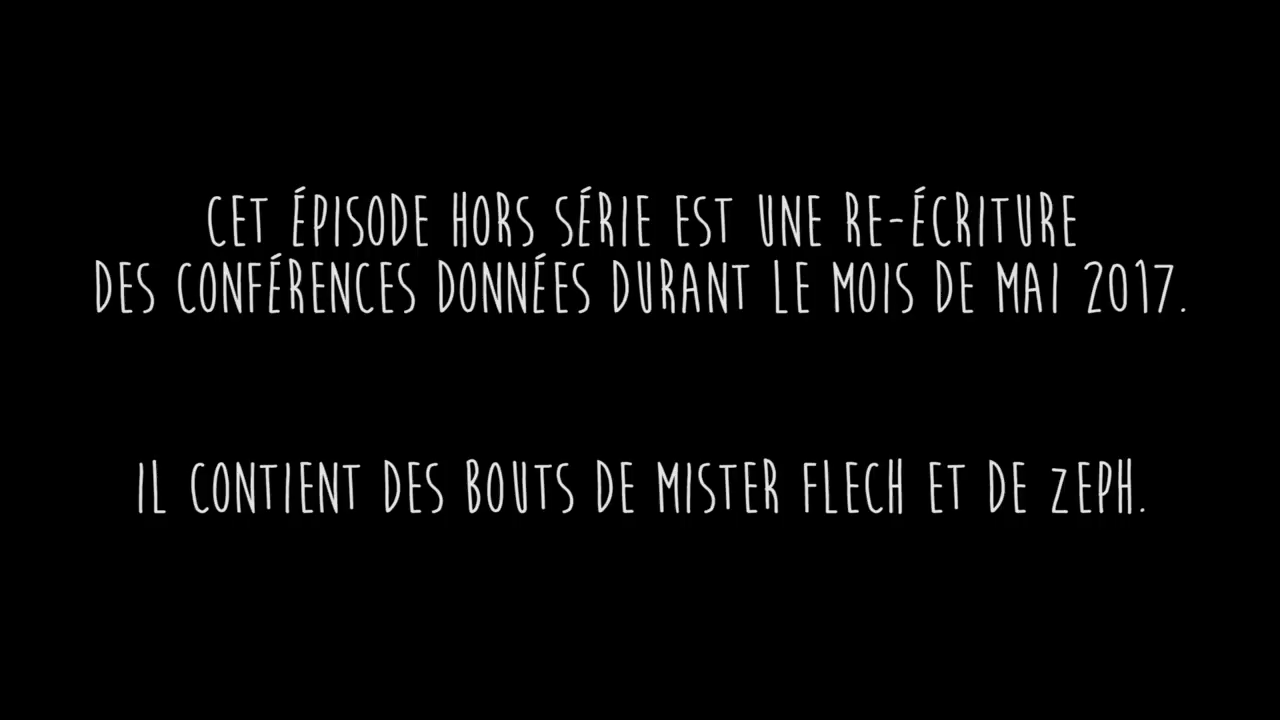 CET ÉPISODE HORS SÉRIE EST UNE RE-ÉCRITURE
DES CONFÉRENCES DONNÉES DURANT LE MOIS DE MAI 2017.
IL CONTIENT DES BOUTS DE MISTER FLECH ET DE ZEPH.